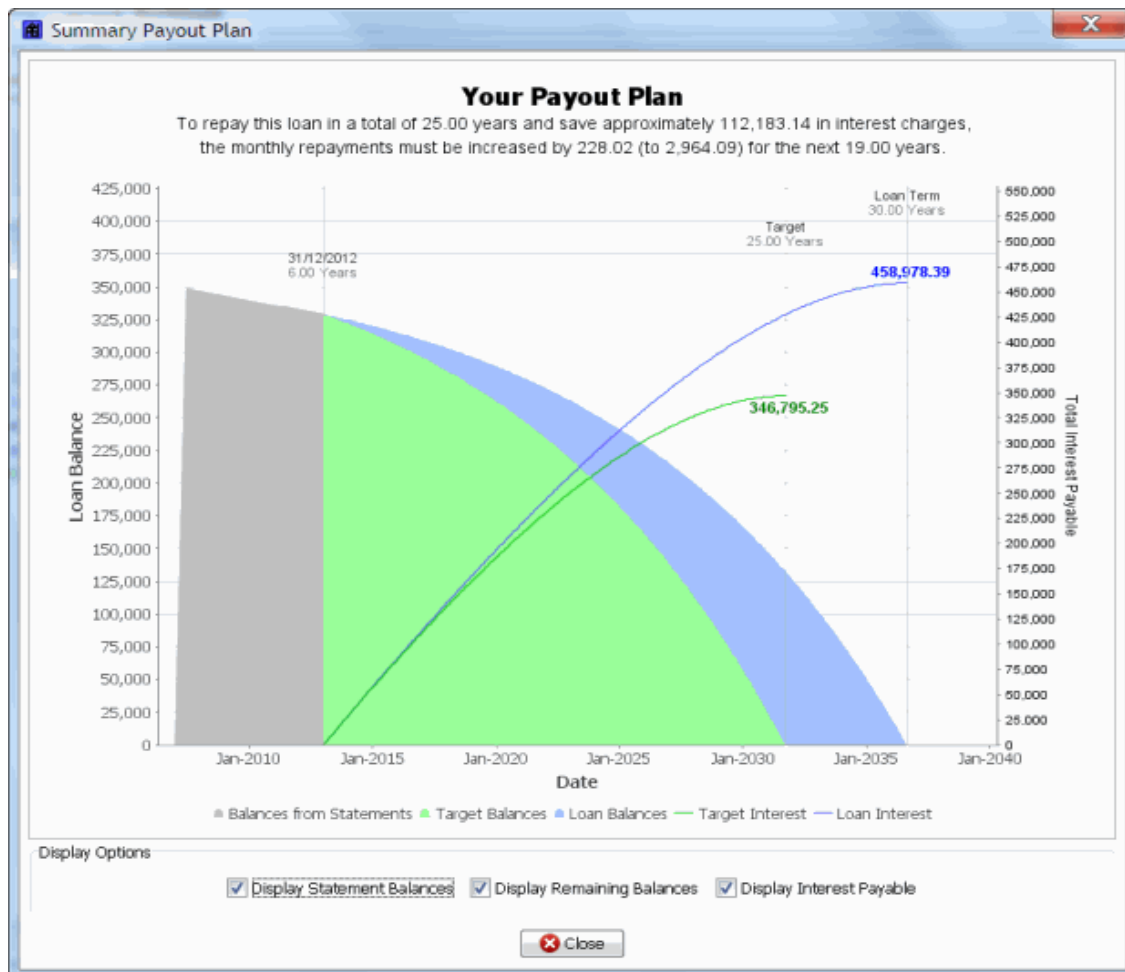 Summary Payout Plan
Your Payout Plan
To repay this loan in a total of 25.00 years and save approximately 112,183.14 in interest charges,
the monthly repayments must be increased by 228.02 (to 2,964.09) for the next 19.00 years.
425,000
400,000
375,000
350,000
325,000
300,000
275,000
250,000
225,000
200,000
175,000
150,000
125,000
100,000
75,000
50,000
25,000
0
Loan Balance
31/12/2012
6.00 Years
Target
25.00 Years
Loan Term
30.00 Years
458,978.39
346,795.25
550,000
525,000
500,000
475,000
450,000
425,000
400,000
375,000
350,000
325,000
300,000
275,000
250,000
225,000
200,000
175,000
150,000
125,000
100,000
75,000
50,000
25,000
0
Total Interest Payable
Jan-2010 Jan-2015 Jan-2020 Jan-2025 Jan-2030 Jan-2035 Jan-2040
Date
Balances from Statements Target Balances Loan Balances Target Interest Loan Interest
Display Options
Display Statement Balances Display Remaining Balances Display Interest Payable
Close